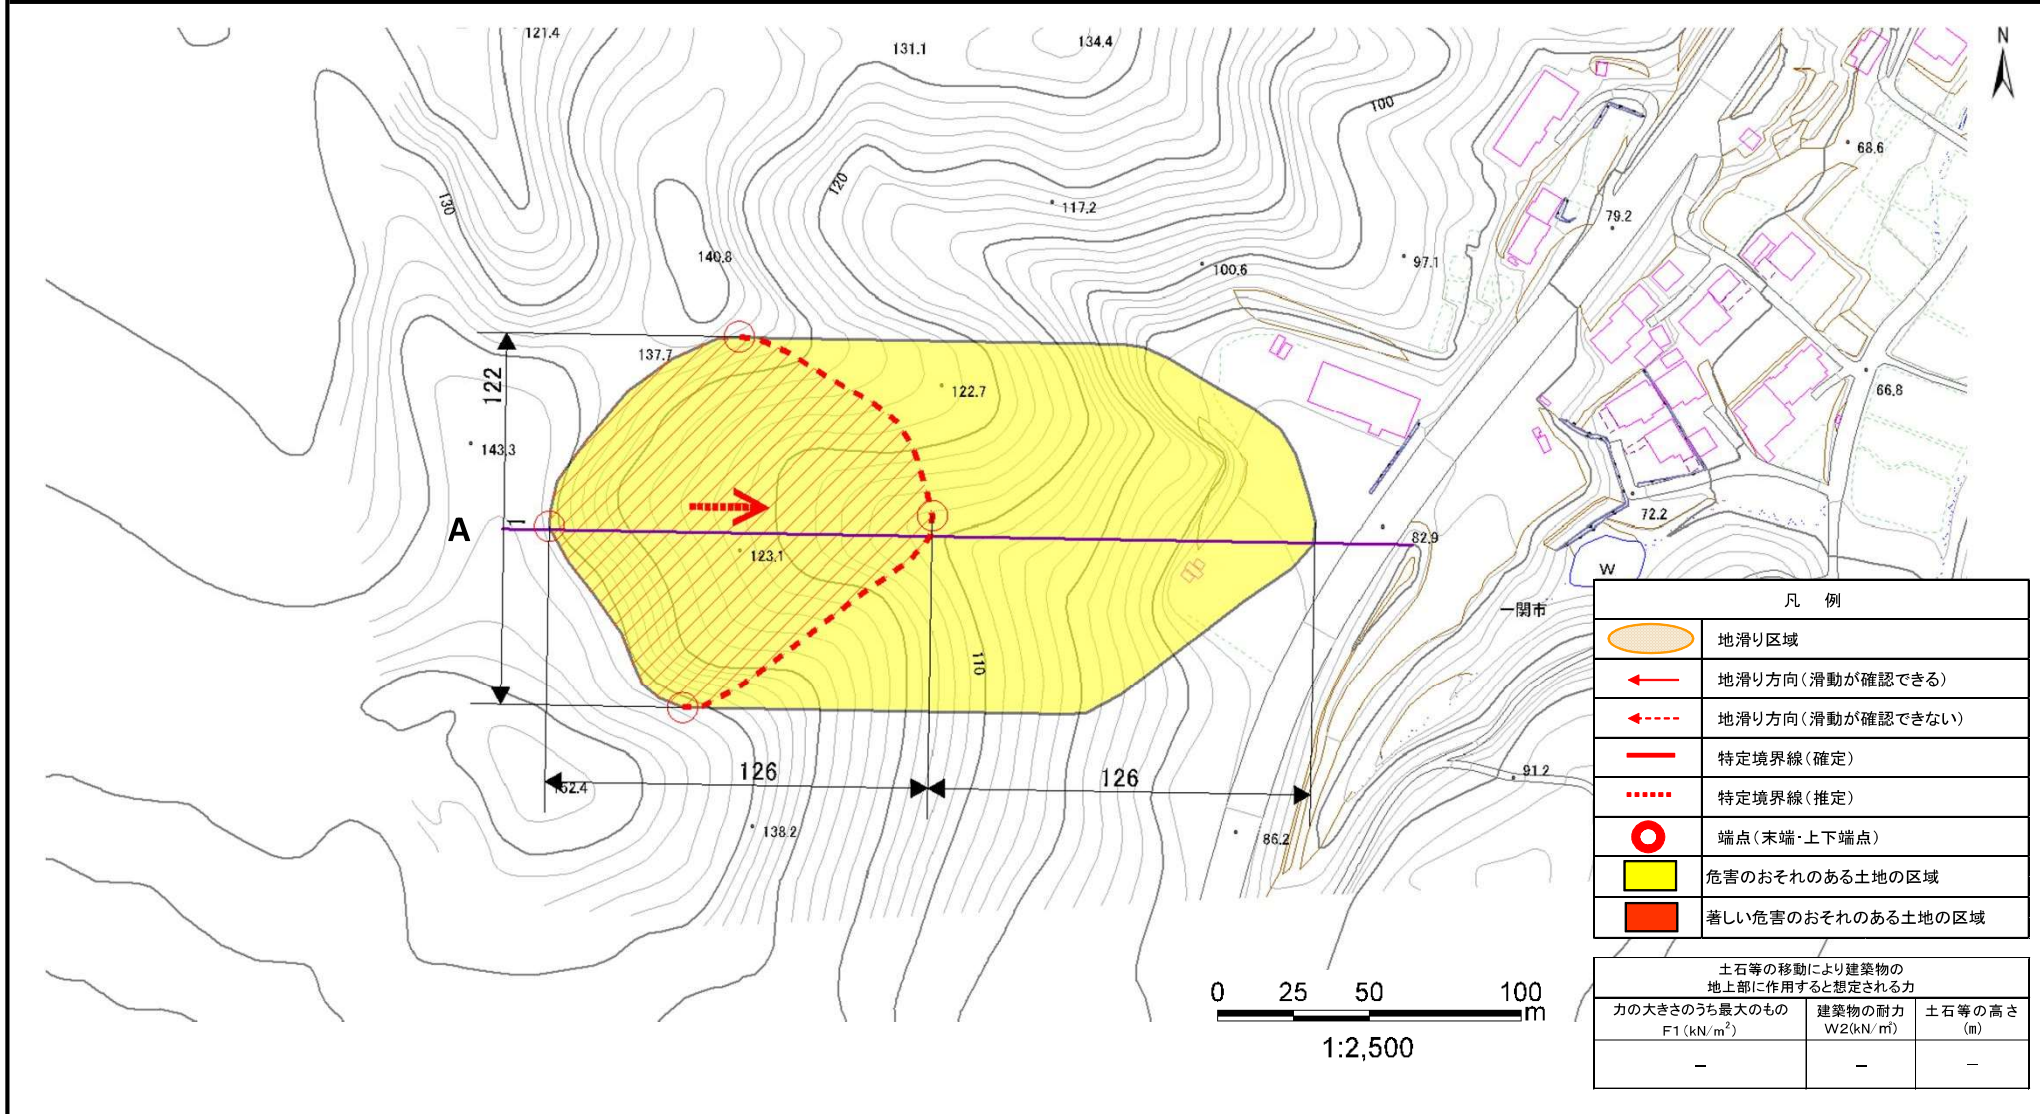 121.4
131.1
134.4
N
100
68.6
130
120
117.2
79.2
140.8
100.6
97.1
137.7
122
122.7
66.8
143.3
1
A
123.1
72.2
82.9
W
一関市
110
126
126
152.4
91.2
138.2
86.2
0 25 50 100
m
1:2,500
凡 例
地滑り区域
地滑り方向(滑動が確認できる)
地滑り方向(滑動が確認できない)
特定境界線(確定)
特定境界線(推定)
端点(末端・上下端点)
危害のおそれのある土地の区域
著しい危害のおそれのある土地の区域
土石等の移動により建築物の
地上部に作用すると想定される力
力の大きさのうち最大のもの
F1(kN/m²)
建築物の耐力
W2(kN/㎡)
土石等の高さ
(m)
− − −